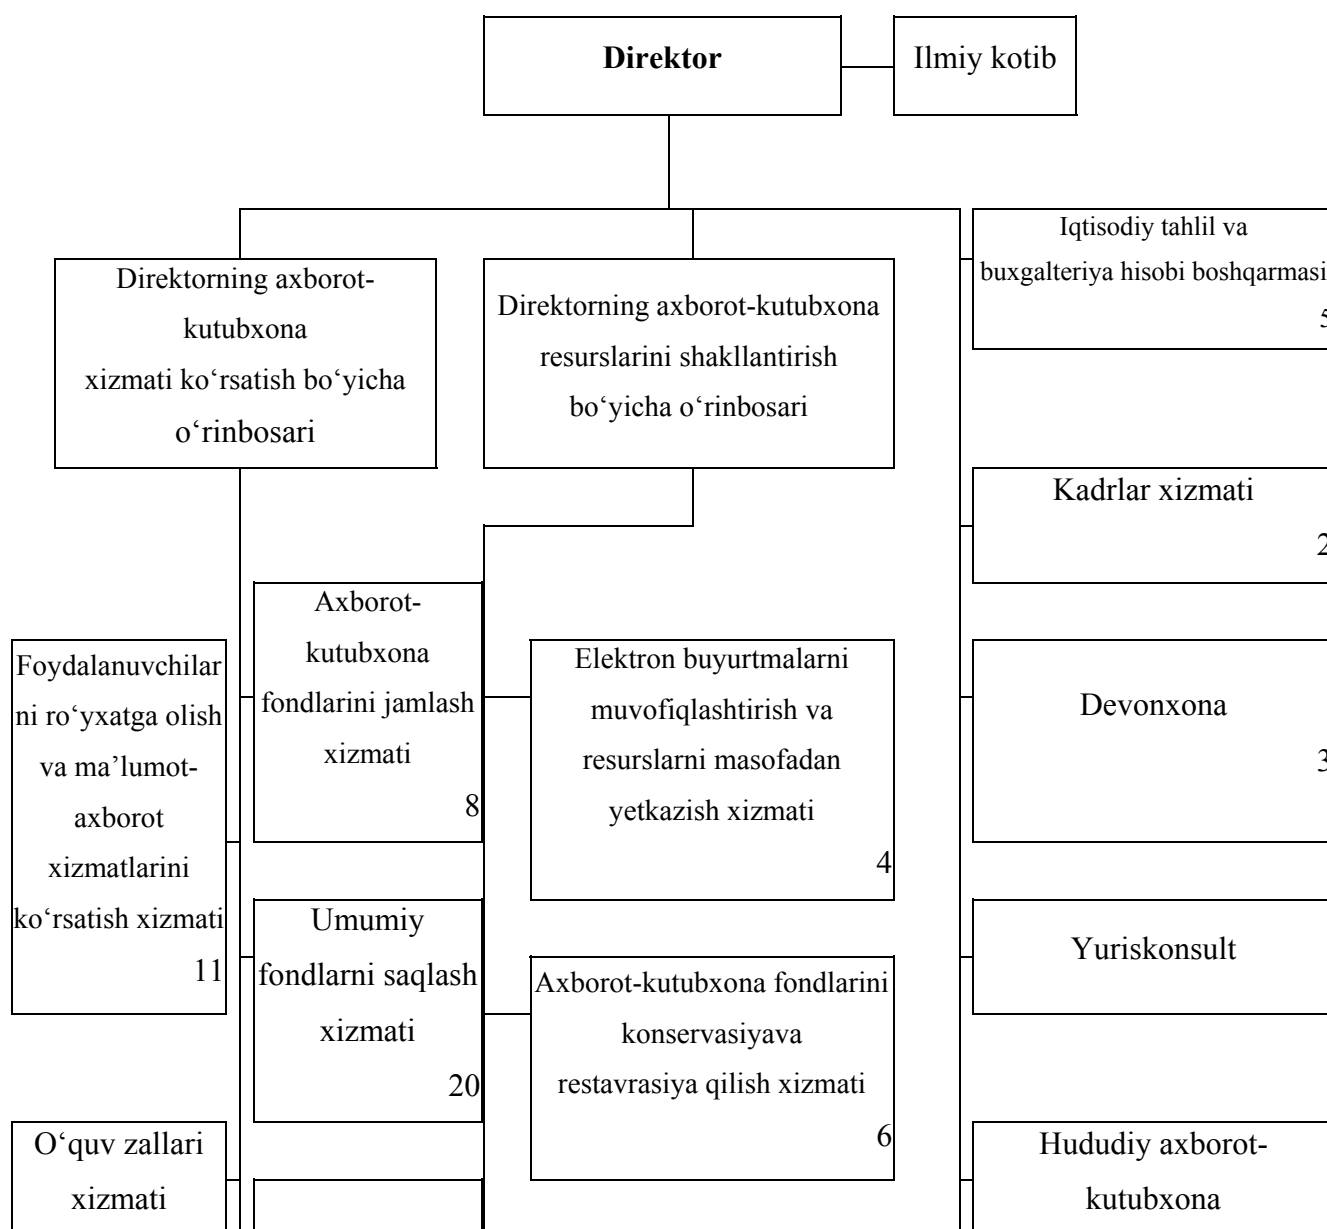 Direktor
Ilmiy kotib
Direktorning axborot-
kutubxona
xizmati ko‘rsatish bo‘yicha
o‘rinbosari
Direktorning axborot-kutubxona
resurslarini shakllantirish
bo‘yicha o‘rinbosari
Iqtisodiy tahlil va
buxgalteriya hisobi boshqarmasi
5
Kadrlar xizmati
2
Foydalanuvchilar
ni ro‘yxatga olish
va ma’lumot-
axborot
xizmatlarini
ko‘rsatish xizmati
11
Axborot-
kutubxona
fondlarini jamlash
xizmati
8
Elektron buyurtmalarni
muvofiqlashtirish va
resurslarni masofadan
yetkazish xizmati
4
Devonxona
3
Umumiy
fondlarni saqlash
xizmati
20
Axborot-kutubxona fondlarini
konservasiyava
restavrasiya qilish xizmati
6
Yuriskonsult
O‘quv zallari
xizmati
Hududiy axborot-
kutubxona